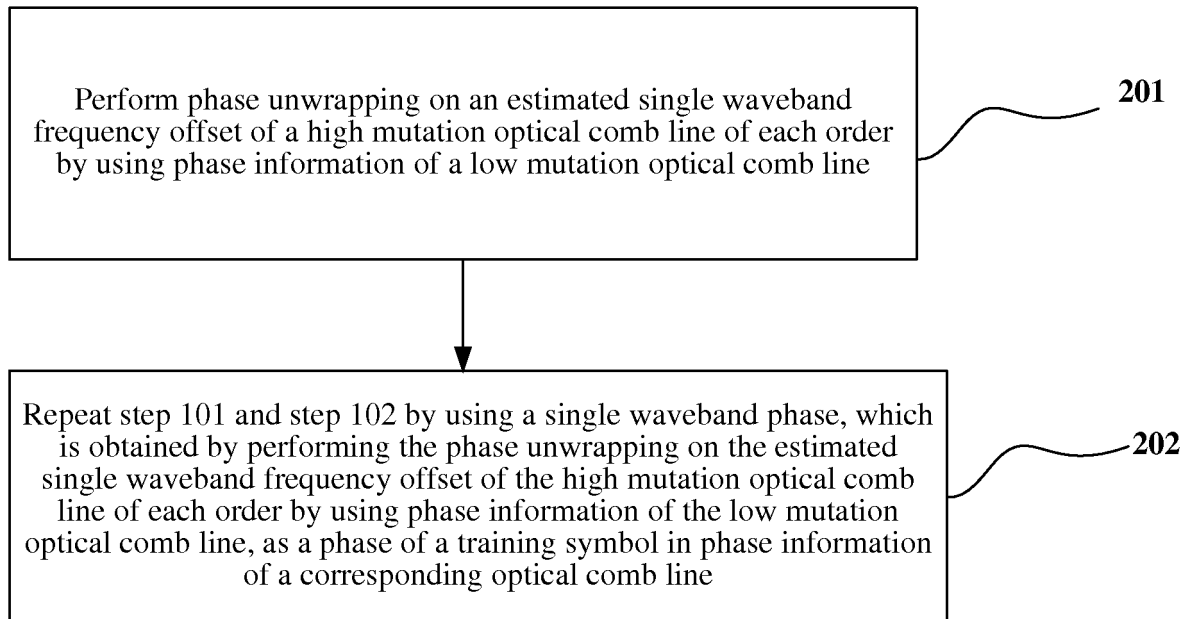 Perform phase unwrapping on an estimated single waveband
frequency offset of a high mutation optical comb line of each order
by using phase information of a low mutation optical comb line
201
Repeat step 101 and step 102 by using a single waveband phase, which
is obtained by performing the phase unwrapping on the estimated
single waveband frequency offset of the high mutation optical comb
line of each order by using phase information of the low mutation
optical comb line, as a phase of a training symbol in phase information
of a corresponding optical comb line
202